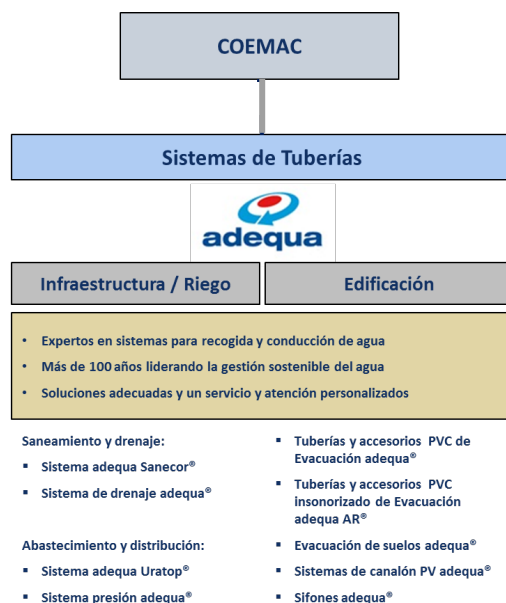 COEMAC
Sistemas de Tuberías
adequa
Infraestructura / Riego
Edificación
• Expertos en sistemas para recogida y conducción de agua
• Más de 100 años liderando la gestión sostenible del agua
• Soluciones adecuadas y un servicio y atención personalizados
Saneamiento y drenaje:
▪ Sistema adequa Sanecor®
▪ Sistema de drenaje adequa®
Abastecimiento y distribución:
▪ Sistema adequa Uratop®
▪ Sistema presión adequa®
▪ Tuberías y accesorios PVC de
Evacuación adequa®
▪ Tuberías y accesorios PVC
insonorizado de Evacuación
adequa AR®
▪ Evacuación de suelos adequa®
▪ Sistemas de canalón PV adequa®
▪ Sifones adequa®